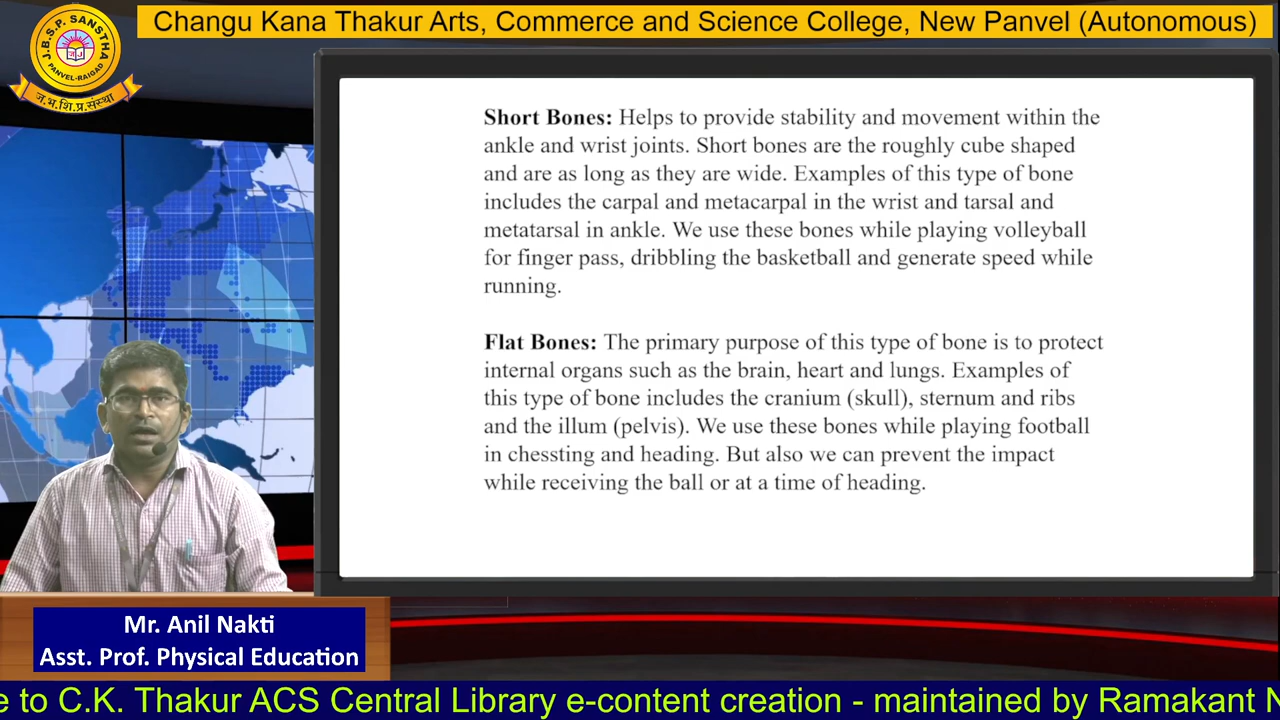 Changu Kana Thakur Arts, Commerce and Science College, New Panvel (Autonomous)
J.B.S.P. SANSTHA
PANVEL-RAIGAD
ज.भ.शि.प्र.संस्था
Short Bones: Helps to provide stability and movement within the
ankle and wrist joints. Short bones are the roughly cube shaped
and are as long as they are wide. Examples of this type of bone
includes the carpal and metacarpal in the wrist and tarsal and
metatarsal in ankle. We use these bones while playing volleyball
for finger pass, dribbling the basketball and generate speed while
running.
Flat Bones: The primary purpose of this type of bone is to protect
internal organs such as the brain, heart and lungs. Examples of
this type of bone includes the cranium (skull), sternum and ribs
and the illum (pelvis). We use these bones while playing football
in chessting and heading. But also we can prevent the impact
while receiving the ball or at a time of heading.
Mr. Anil Nakti
Asst. Prof. Physical Education
e to C.K. Thakur ACS Central Library e-content creation - maintained by Ramakant N